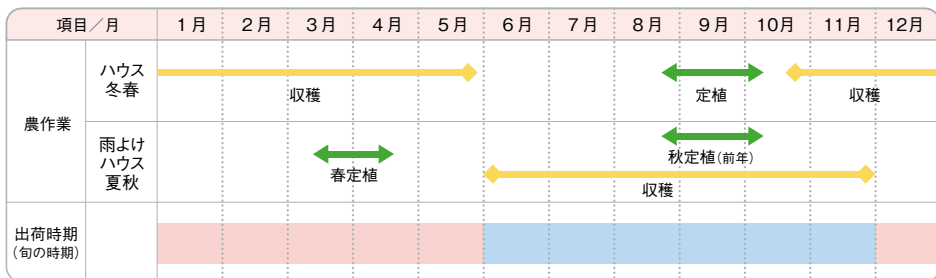 項目／月 1月 2月 3月 4月 5月 6月 7月 8月 9月 10月 11月 12月
農作業
ハウス
冬春
収穫
定植
収穫
雨よけ
ハウス
夏秋
春定植
秋定植(前年)
収穫
出荷時期
(旬の時期)